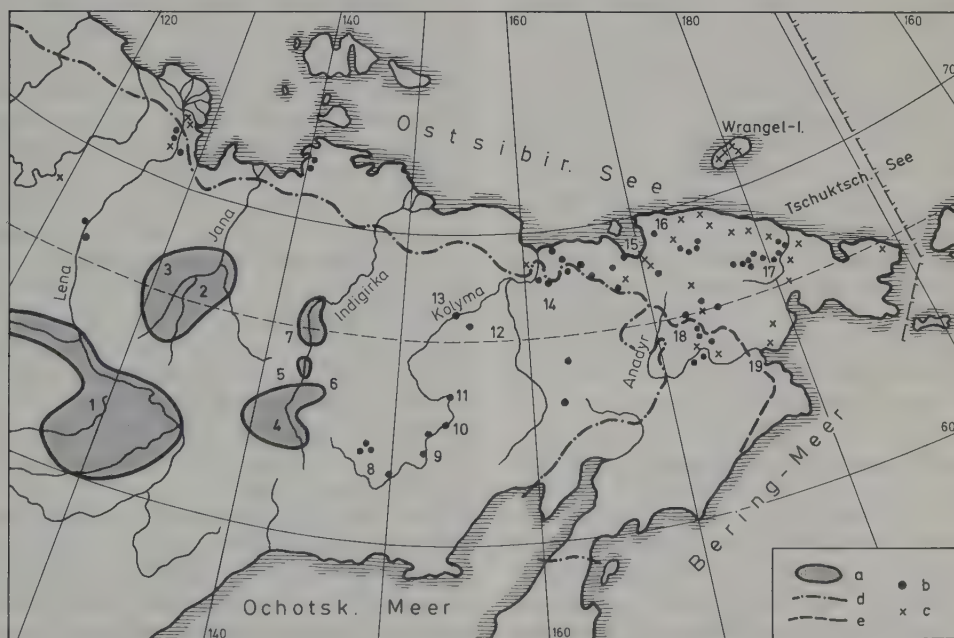 120
140
160
180
160
70
Wrangel-I.
Ostsibir. See
Tschuktsch. See
16
15
17
3
Jana
2
Lena
Indigirka
13
Kolyma
14
12
7
18
Anadyr
19
5
6
1
4
11
10
8
9
60
Bering-Meer
a
b
d
c
e
Ochotsk. Meer
140
160